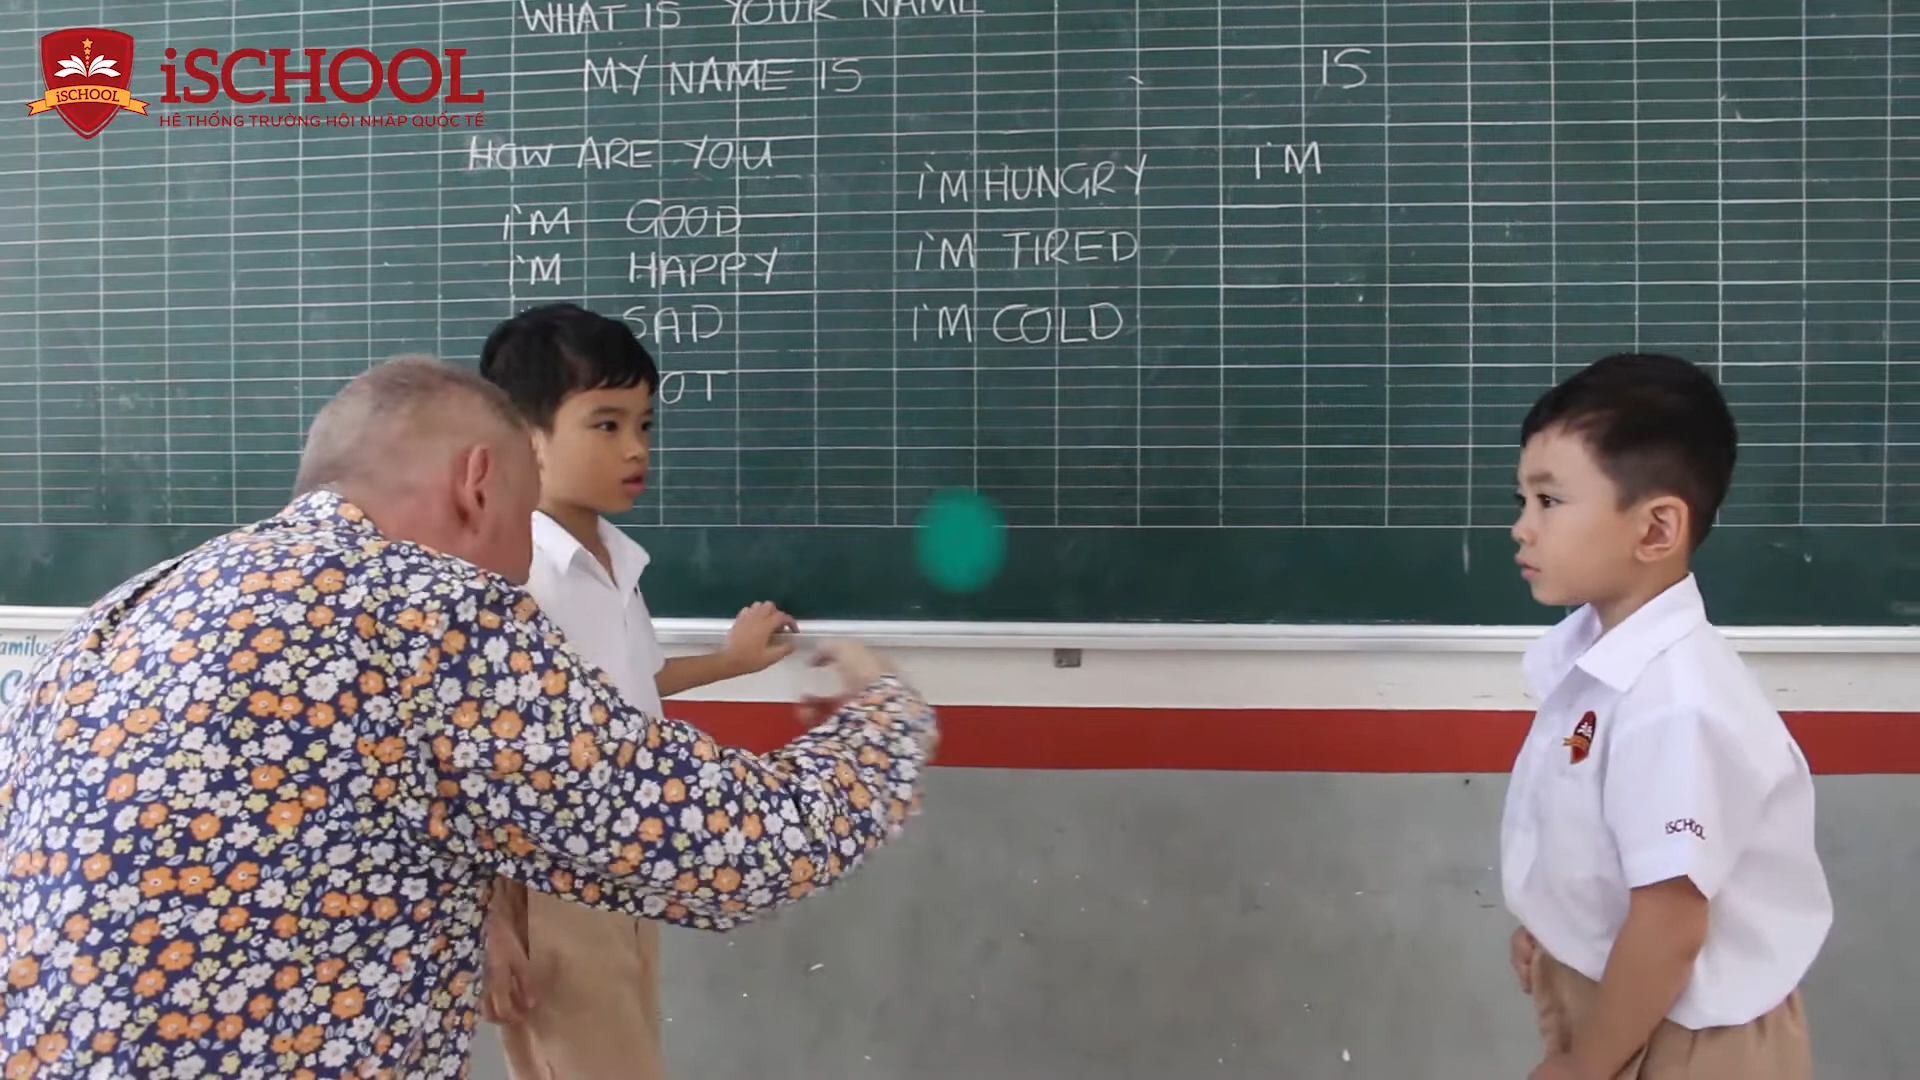 WHAT IS YOUR NAME
iSCHOOL
iSCHOOL
HỆ THỐNG TRƯỜNG HỘI NHẬP QUỐC TẾ
MY NAME IS
IS
HOW ARE YOU
I'M GOOD
I'M HAPPY
SAD
OT
I'M HUNGRY
I'M TIRED
I'M COLD
I'M
iSCHOOL